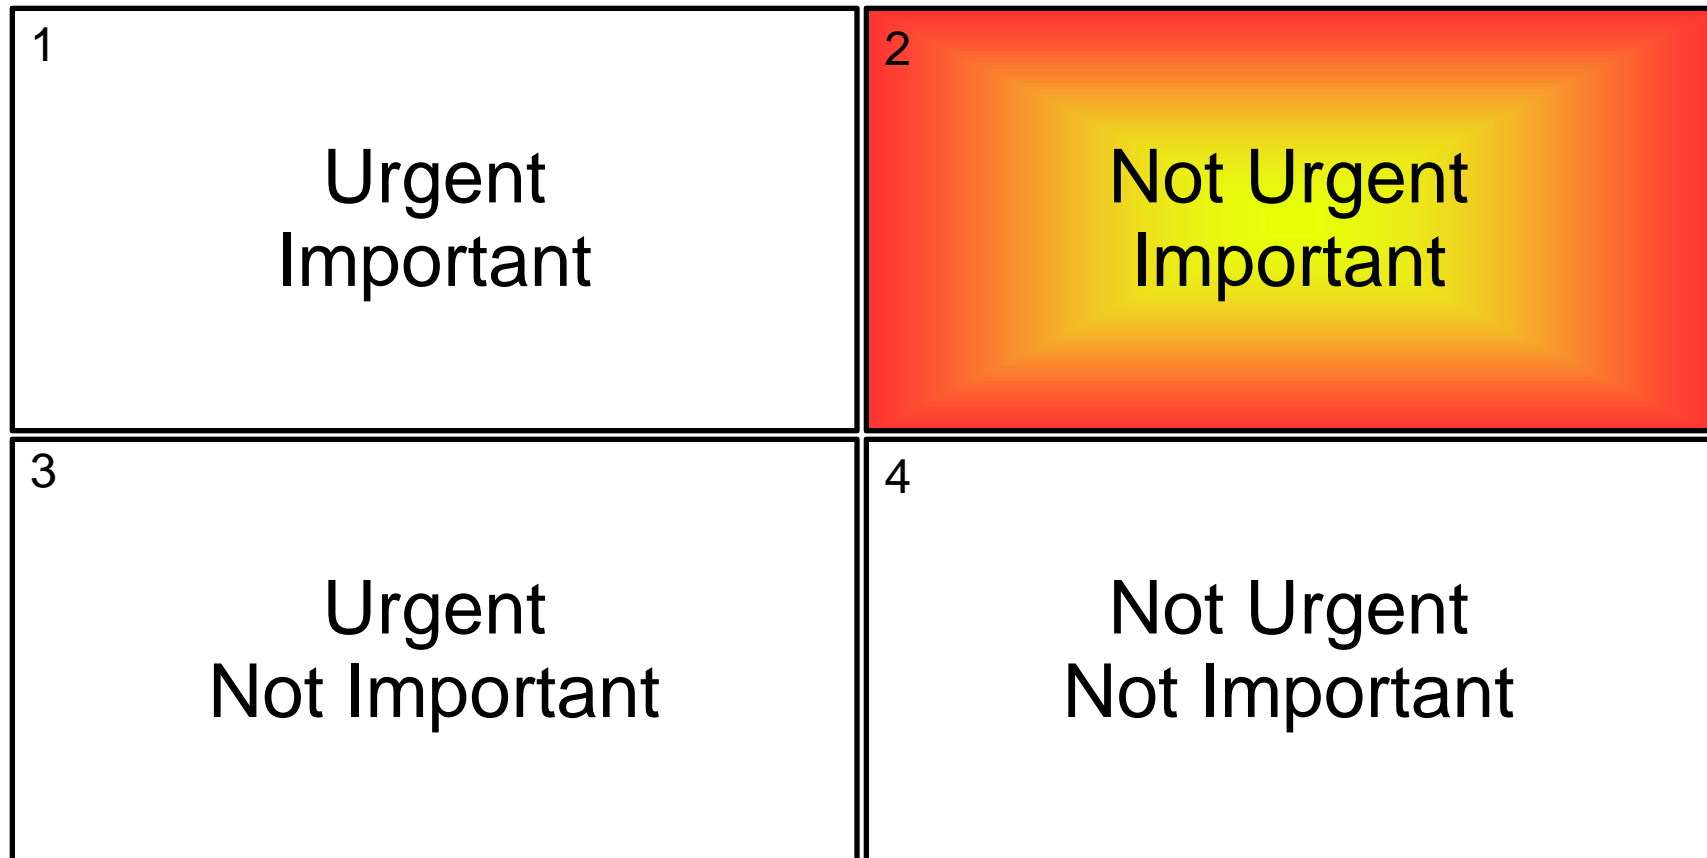 1
Urgent
Important
2
Not Urgent
Important
3
Urgent
Not Important
4
Not Urgent
Not Important